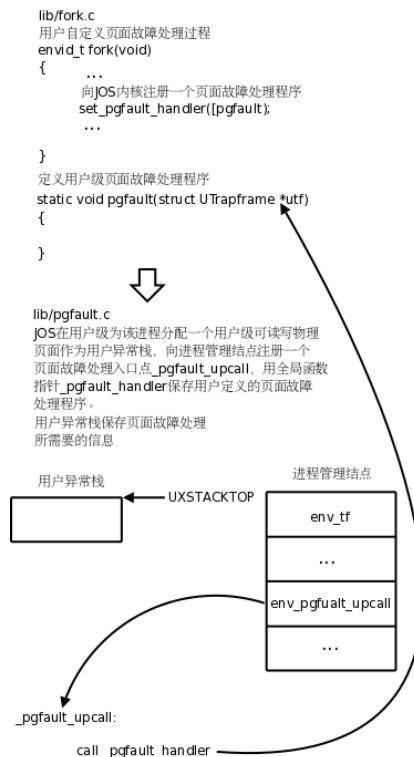 lib/fork.c
用户自定义页面故障处理过程
envid_t fork(void)
{
...
向JOS内核注册一个页面故障处理程序
set_pgfault_handler([pgfault);
...
}
定义用户级页面故障处理程序
static void pgfault(struct UTrapframe *utf)
{
}
lib/pgfault.c
JOS在用户级为该进程分配一个用户级可读写物理
页面作为用户异常栈，向进程管理结点注册一个
页面故障处理入口点_pgfault_upcall，用全局函数
指针_pgfault_handler保存用户定义的页面故障
处理程序。
用户异常栈保存页面故障处理
所需要的信息
用户异常栈
UXSTACKTOP
进程管理结点
env_tf
...
env_pgfualt_upcall
...
_pgfault_upcall:
call _pgfault_handler